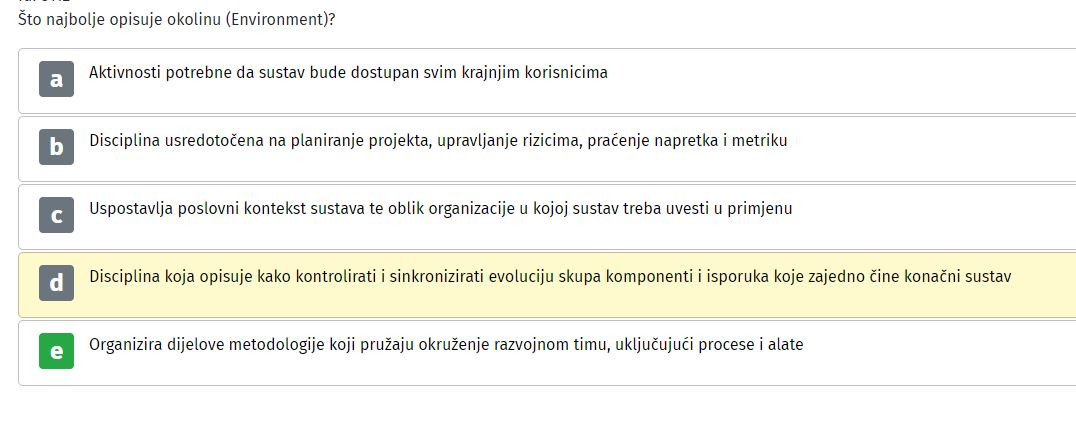 Što najbolje opisuje okolinu (Environment)?
a Aktivnosti potrebne da sustav bude dostupan svim krajnjim korisnicima
b Disciplina usredotočena na planiranje projekta, upravljanje rizicima, praćenje napretka i metriku
c Uspostavlja poslovni kontekst sustava te oblik organizacije u kojoj sustav treba uvesti u primjenu
d Disciplina koja opisuje kako kontrolirati i sinkronizirati evoluciju skupa komponenti i isporuka koje zajedno čine konačni sustav
e Organizira dijelove metodologije koji pružaju okruženje razvojnom timu, uključujući procese i alate